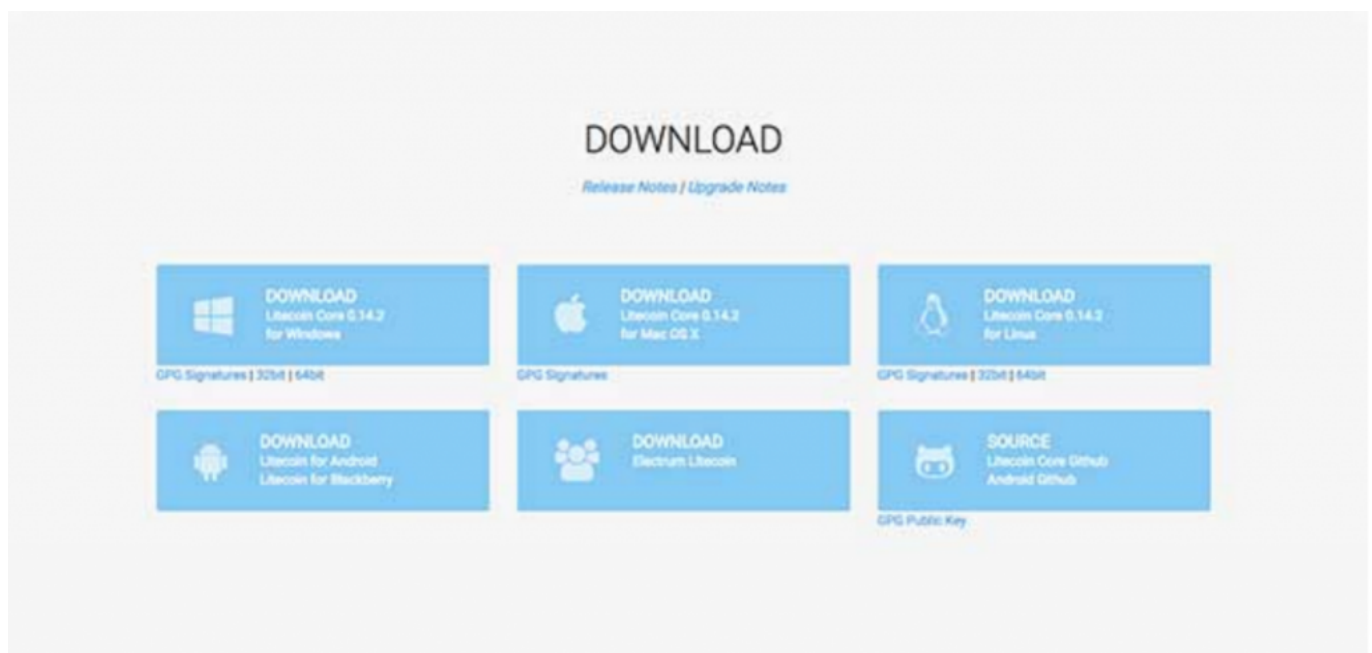 DOWNLOAD
Release Notes | Upgrade Notes
DOWNLOAD
Litecoin Core 0.14.2
for Windows
GPG Signatures | 32bit | 64bit
DOWNLOAD
Litecoin Core 0.14.2
for Mac OS X
GPG Signatures
DOWNLOAD
Litecoin Core 0.14.2
for Linux
GPG Signatures | 32bit | 64bit
DOWNLOAD
Litecoin for Android
Litecoin for Blackberry
DOWNLOAD
Electrum Litecoin
SOURCE
Litecoin Core Github
Android Github
GPG Public Key